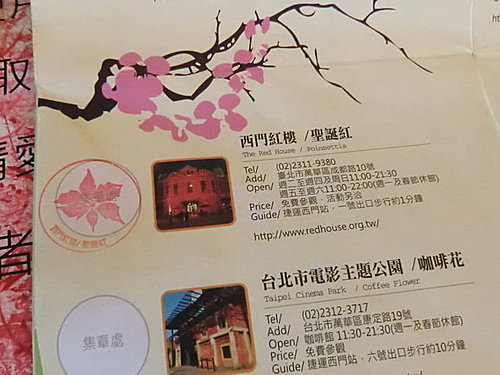 取
者
西門紅樓 /聖誕紅
The Red House / Poinsettia
Tel/ (02)2311-9380
Add/ 臺北市萬華區成都路10號
Open/ 週二至週四及周日11:00-21:30
週五至週六11:00-22:00(週一及春節休館)
Price/ 免費參觀，活動另洽
Guide/ 捷運西門站，一號出口步行約1分鐘
http://www.redhouse.org.tw/
台北市電影主題公園 /咖啡花
Taipei Cinema Park / Coffee Flower
Tel/ (02)2312-3717
Add/ 台北市萬華區康定路19號
Open/ 咖啡館 11:30-21:30(週一及春節休館)
Price/ 免費參觀
Guide/ 捷運西門站，六號出口步行約10分鐘
集章處